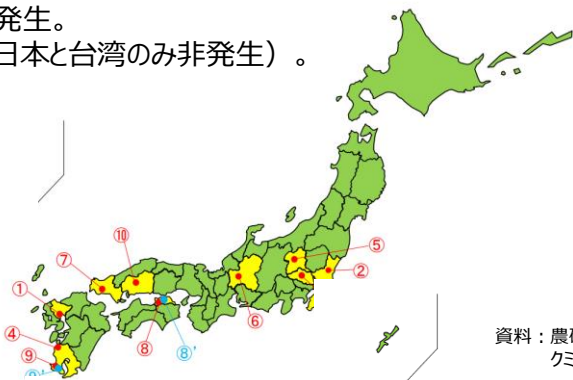 発生。
日本と台湾のみ非発生）。
⑩
⑦
⑤
①
②
④
⑥
⑨
⑧
⑧'
資料：農
クミ